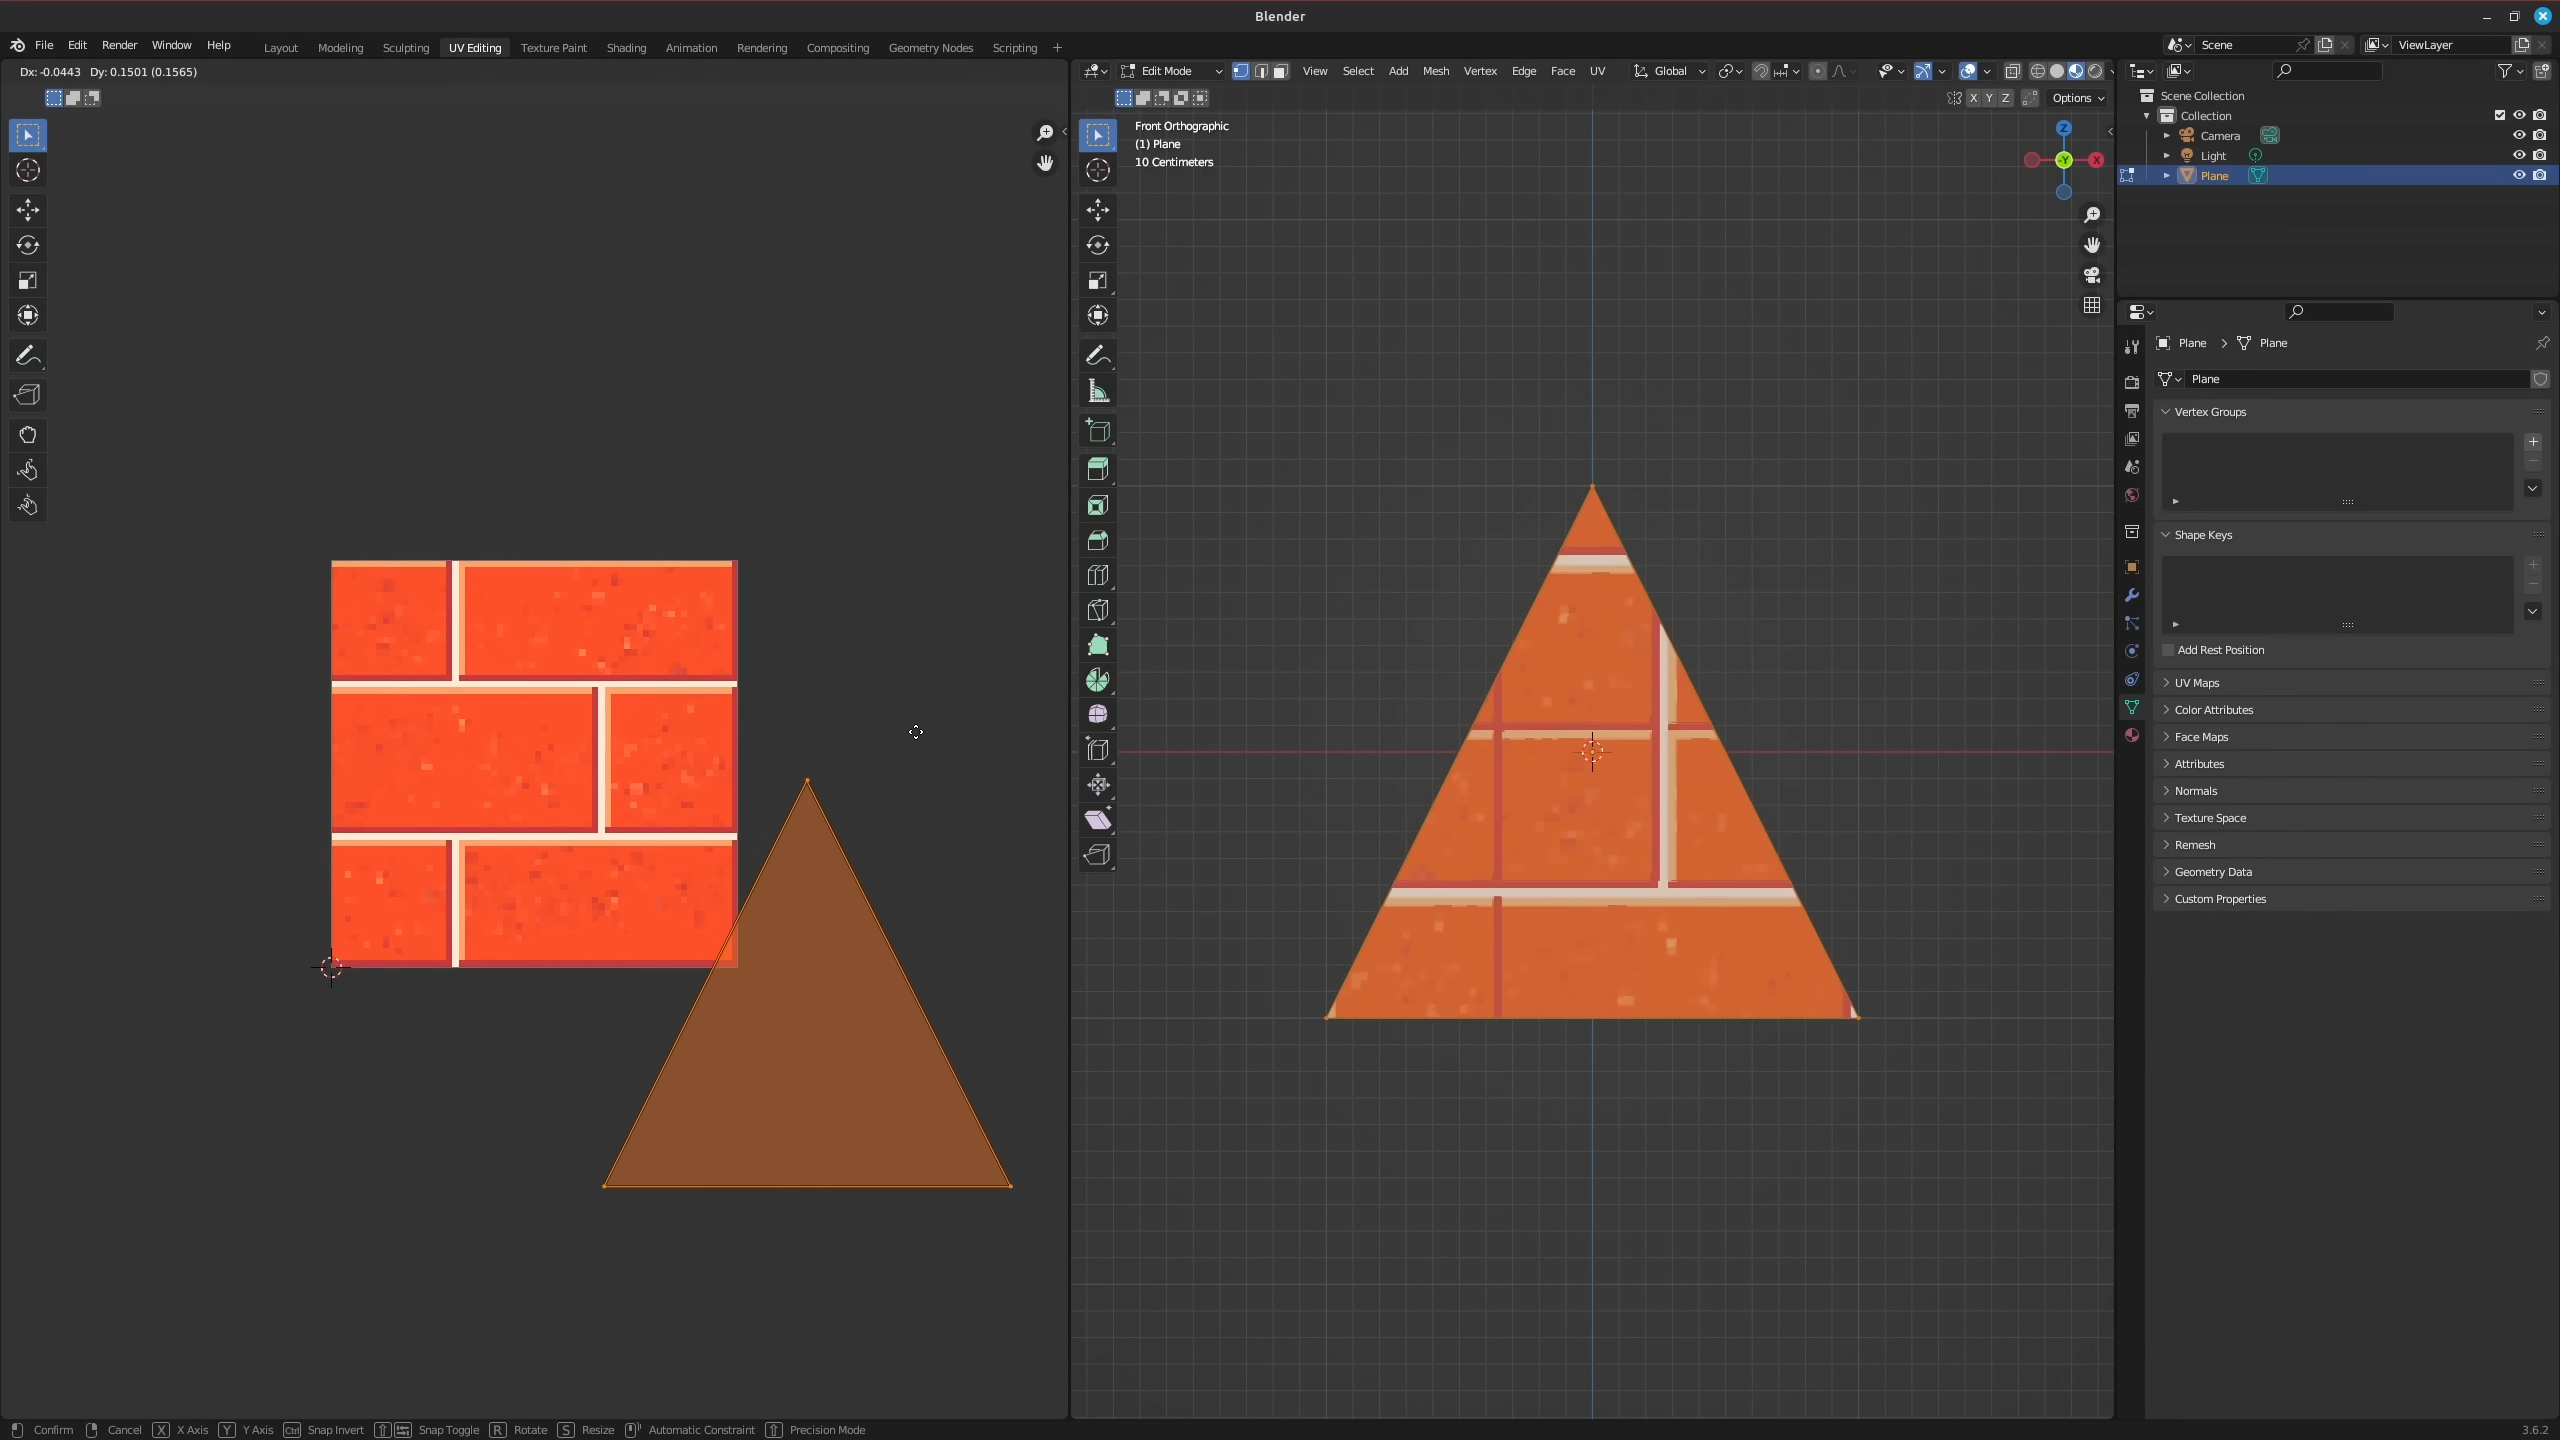 Blender
File Edit Render Window Help
Layout Modeling Sculpting UV Editing Texture Paint Shading Animation Rendering Compositing Geometry Nodes Scripting +
Scene
ViewLayer
Dx: -0.0443 Dy: 0.1501 (0.1565)
Edit Mode
View Select Add Mesh Vertex Edge Face UV
Global
X Y Z
Options
Front Orthographic
(1) Plane
10 Centimeters
Z
-Y
X
Scene Collection
Collection
Camera
Light
Plane
Plane > Plane
Plane
Vertex Groups
Shape Keys
Add Rest Position
UV Maps
Color Attributes
Face Maps
Attributes
Normals
Texture Space
Remesh
Geometry Data
Custom Properties
Confirm Cancel X X Axis Y Y Axis Ctrl Snap Invert Snap Toggle R Rotate S Resize Automatic Constraint Precision Mode
3.6.2